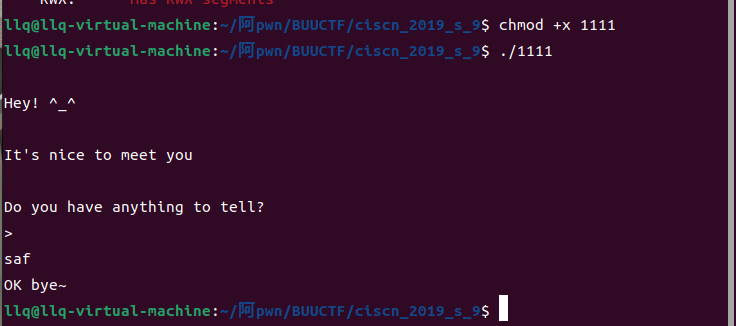 RWX: Has RWX segments
llq@llq-virtual-machine:~/阿pwn/BUUCTF/ciscn_2019_s_9$ chmod +x 1111
llq@llq-virtual-machine:~/阿pwn/BUUCTF/ciscn_2019_s_9$ ./1111
Hey! ^_^
It's nice to meet you
Do you have anything to tell?
>
saf
OK bye~
llq@llq-virtual-machine:~/阿pwn/BUUCTF/ciscn_2019_s_9$